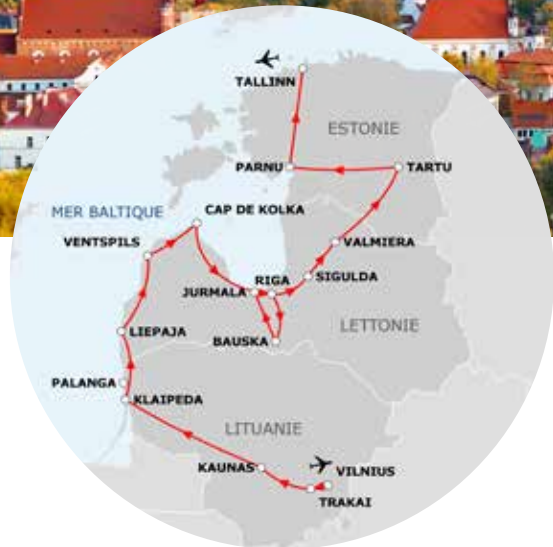 TALLINN
ESTONIE
PARNU
TARTU
MER BALTIQUE
CAP DE KOLKA
VENTSPILS
VALMIERA
RIGA
SIGULDA
JURMALA
LIEPAJA
LETTONIE
BAUSKA
PALANGA
KLAIPEDA
LITUANIE
KAUNAS
VILNIUS
TRAKAI